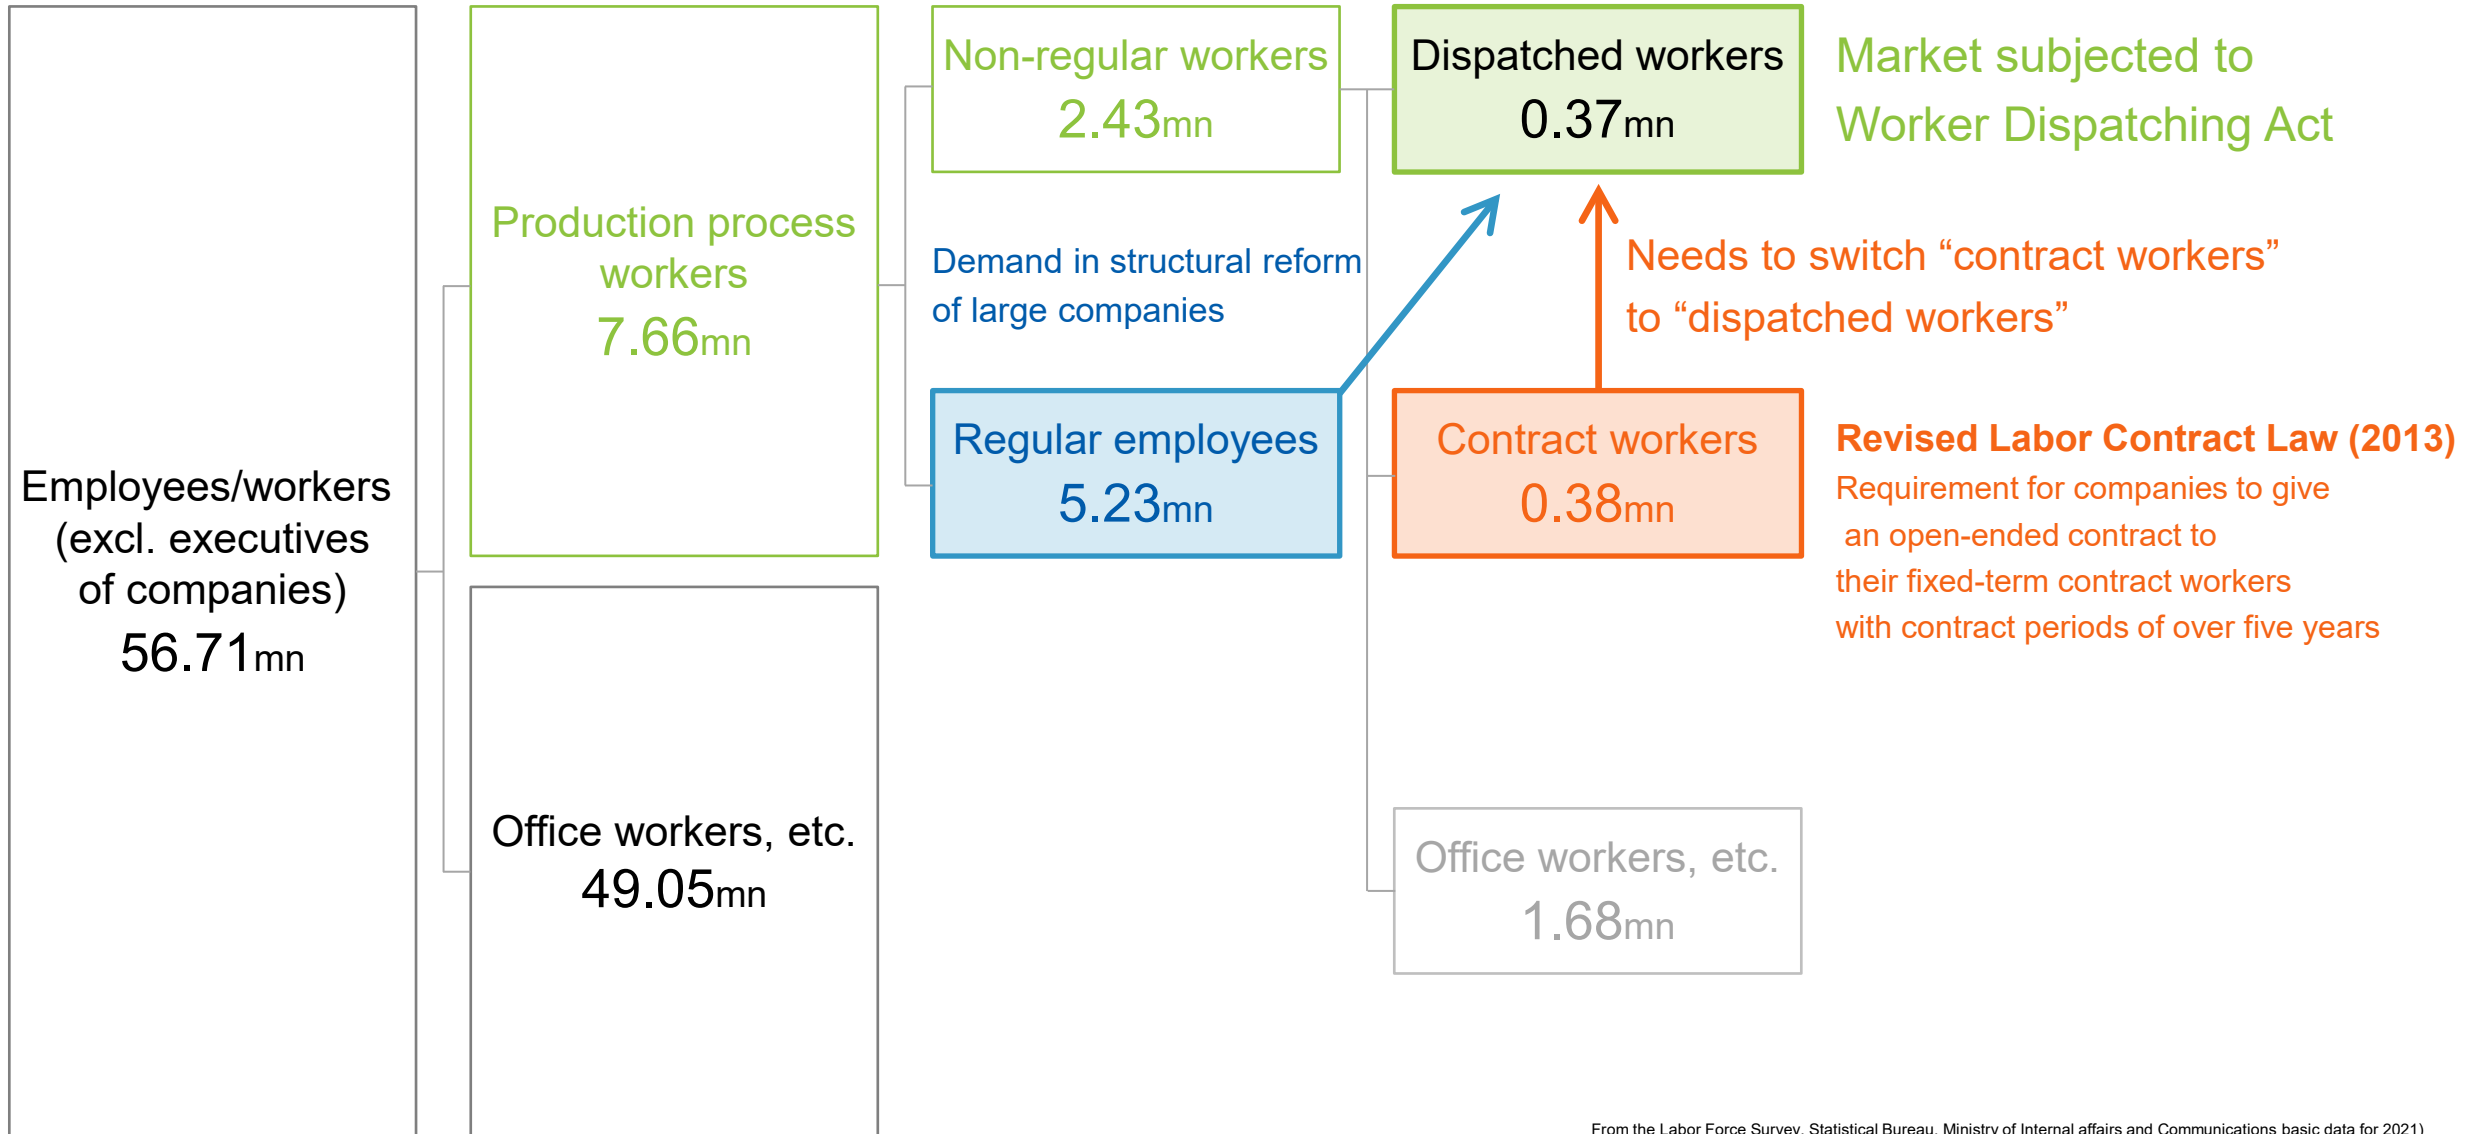 Employees/workers
(excl. executives
of companies)
56.71mn
Production process
workers
7.66mn
Office workers, etc.
49.05mn
Non-regular workers
2.43mn
Demand in structural reform
of large companies
Regular employees
5.23mn
Dispatched workers
0.37mn
Market subjected to
Worker Dispatching Act
Needs to switch “contract workers”
to “dispatched workers”
Contract workers
0.38mn
Revised Labor Contract Law (2013)
Requirement for companies to give
an open-ended contract to
their fixed-term contract workers
with contract periods of over five years
Office workers, etc.
1.68mn
From the Labor Force Survey, Statistical Bureau, Ministry of Internal affairs and Communications basic data for 2021)